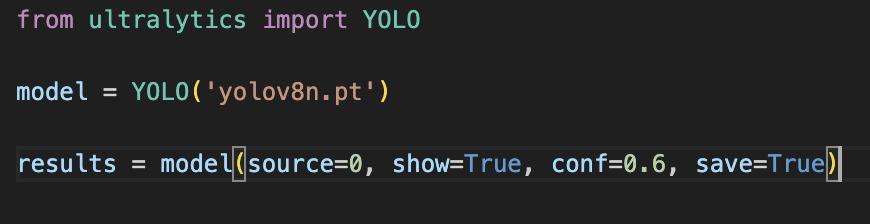 from ultralytics import YOLO
model = YOLO('yolov8n.pt')
results = model(source=0, show=True, conf=0.6, save=True)